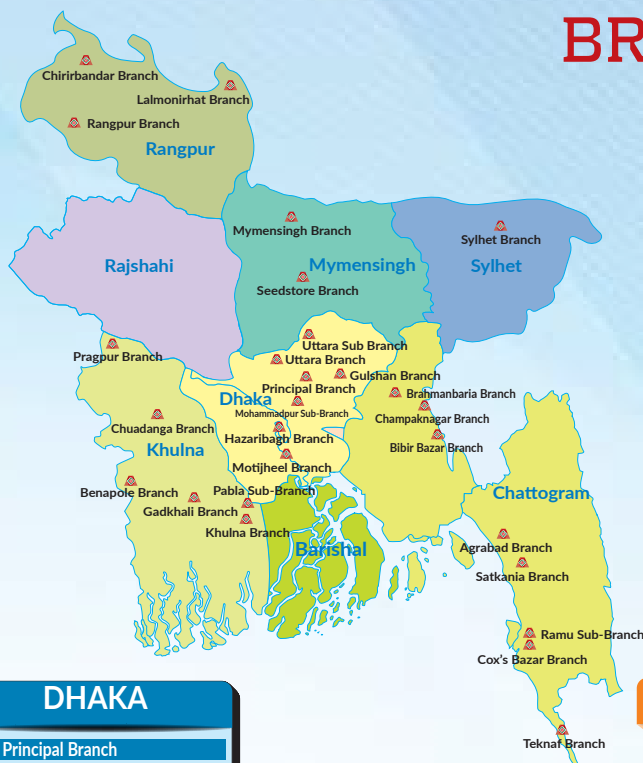 BR
Chirirbandar Branch
Lalmonirhat Branch
Rangpur Branch
Rangpur
Mymensingh Branch
Sylhet Branch
Rajshahi
Mymensingh
Sylhet
Seedstore Branch
Uttara Sub Branch
Pragpur Branch
Uttara Branch
Gulshan Branch
Principal Branch
Brahmanbaria Branch
Dhaka
Mohammadpur Sub-Branch
Champaknagar Branch
Chuadanga Branch
Hazaribagh Branch
Khulna
Bibir Bazar Branch
Motijheel Branch
Benapole Branch
Pabla Sub-Branch
Chattogram
Gadkhali Branch
Khulna Branch
Barishal
Agrabad Branch
Satkania Branch
Ramu Sub-Branch
Cox's Bazar Branch
DHAKA
Teknaf Branch
Principal Branch